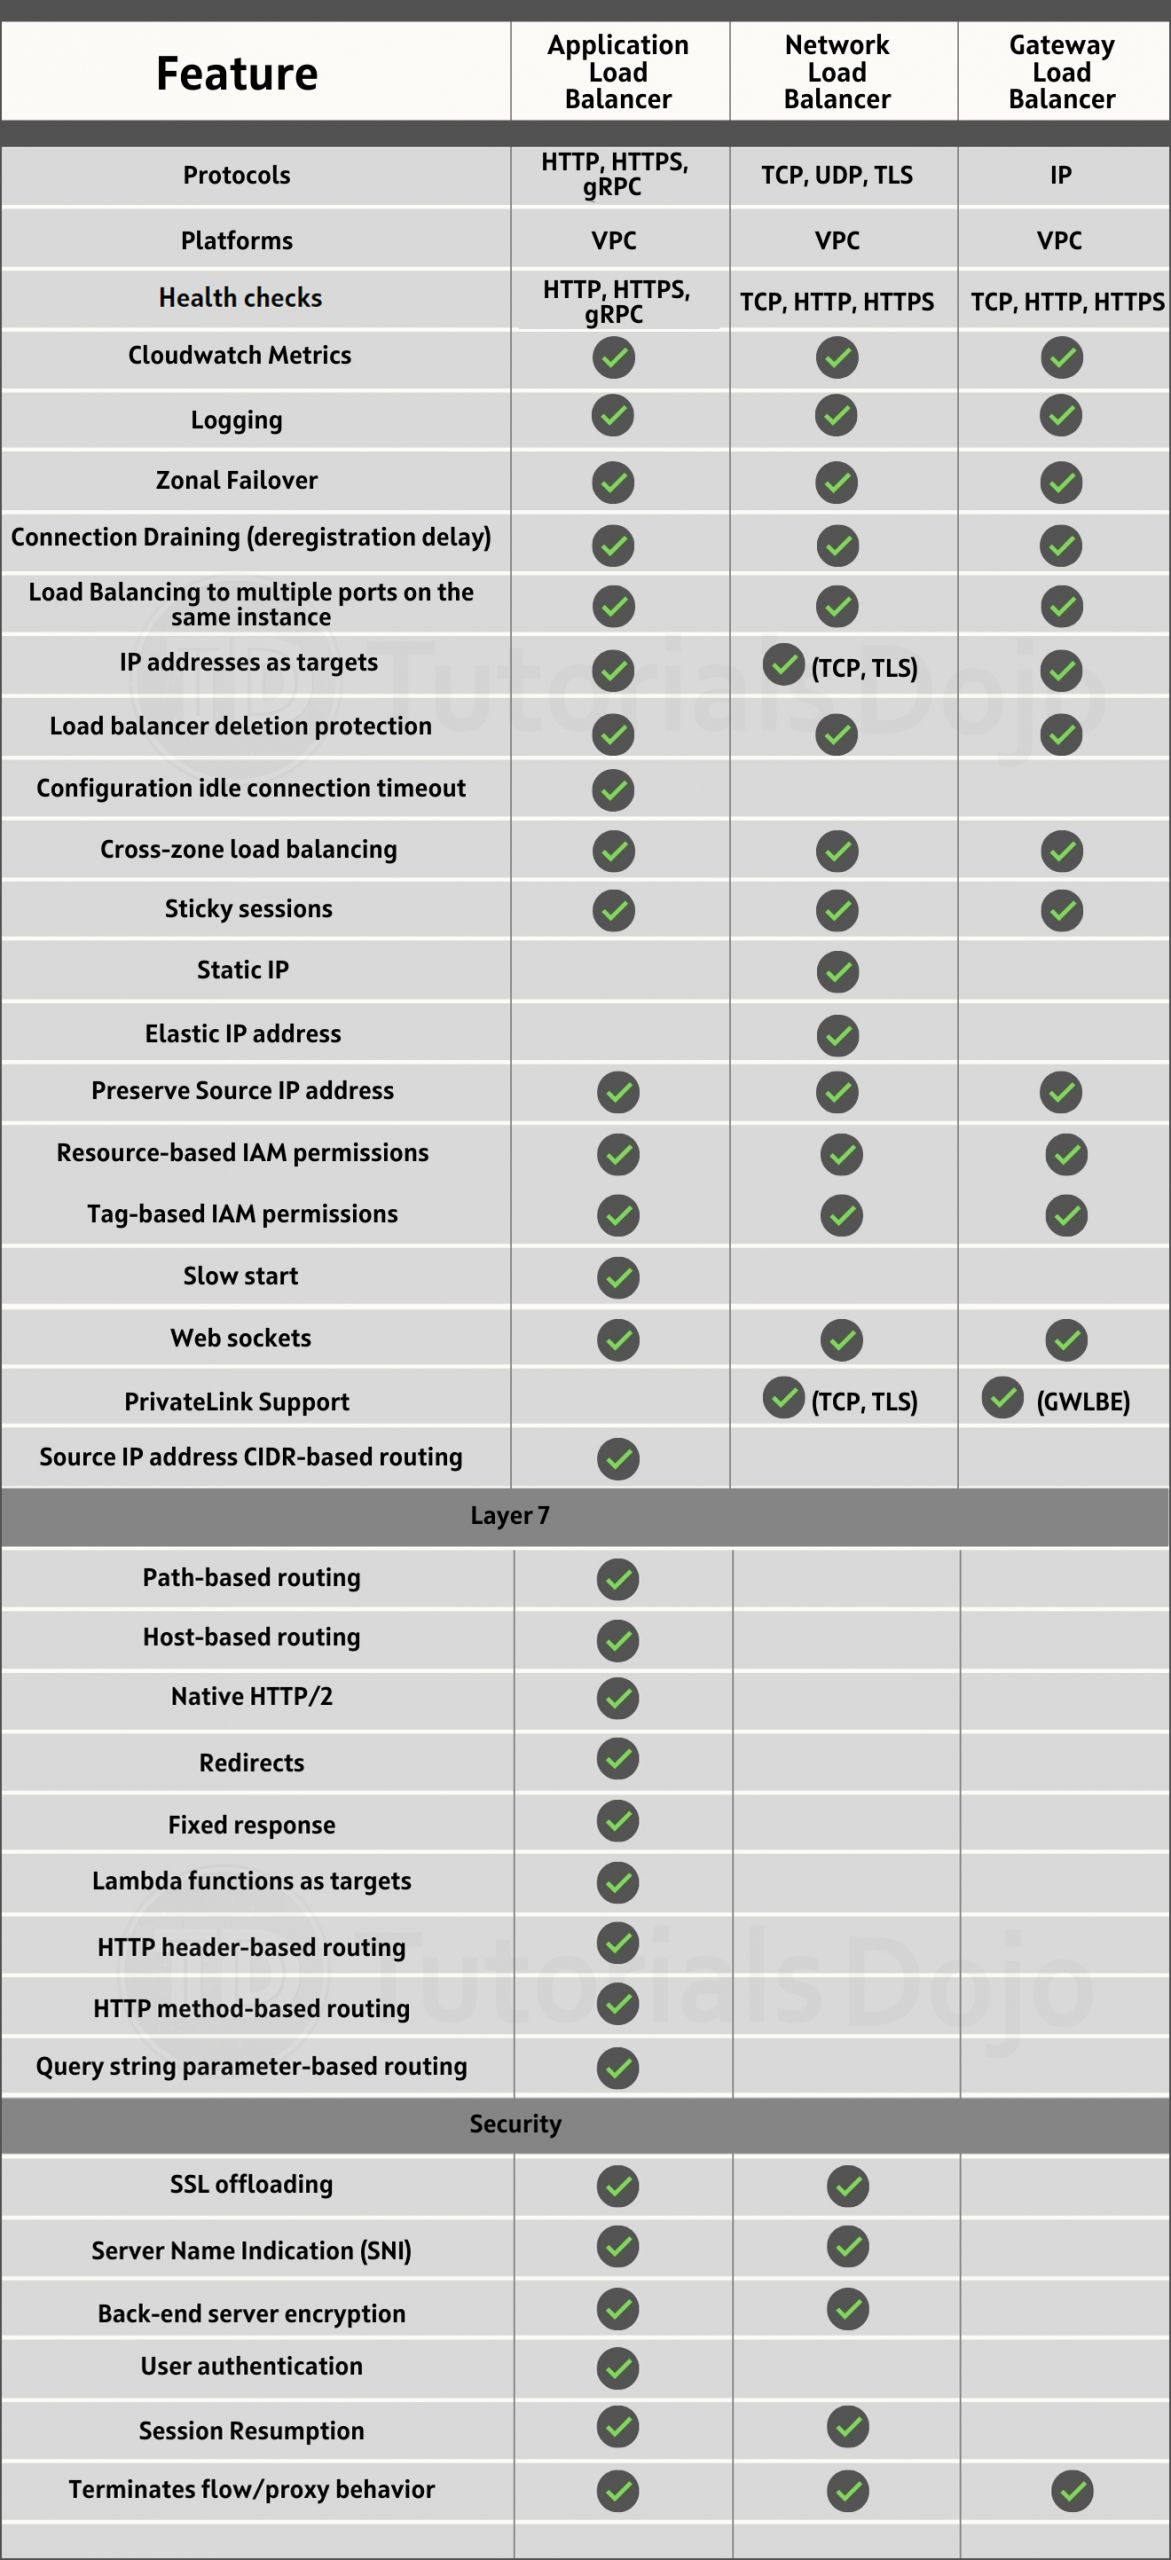 Feature
Application
Load
Balancer
Network
Load
Balancer
Gateway
Load
Balancer
Protocols
HTTP, HTTPS,
gRPC
TCP, UDP, TLS
IP
Platforms
VPC
VPC
VPC
Health checks
HTTP, HTTPS,
gRPC
TCP, HTTP, HTTPS
TCP, HTTP, HTTPS
Cloudwatch Metrics
Logging
Zonal Failover
Connection Draining (deregistration delay)
Load Balancing to multiple ports on the
same instance
IP addresses as targets
(TCP, TLS)
TD Tutorials Dojo
Load balancer deletion protection
Configuration idle connection timeout
Cross-zone load balancing
Sticky sessions
Static IP
Elastic IP address
Preserve Source IP address
Resource-based IAM permissions
Tag-based IAM permissions
Slow start
Web sockets
PrivateLink Support
(TCP, TLS)
(GWLBE)
Source IP address CIDR-based routing
Layer 7
Path-based routing
Host-based routing
Native HTTP/2
Redirects
Fixed response
Lambda functions as targets
HTTP header-based routing
TD Tutorials Dojo
HTTP method-based routing
Query string parameter-based routing
Security
SSL offloading
Server Name Indication (SNI)
Back-end server encryption
User authentication
Session Resumption
Terminates flow/proxy behavior